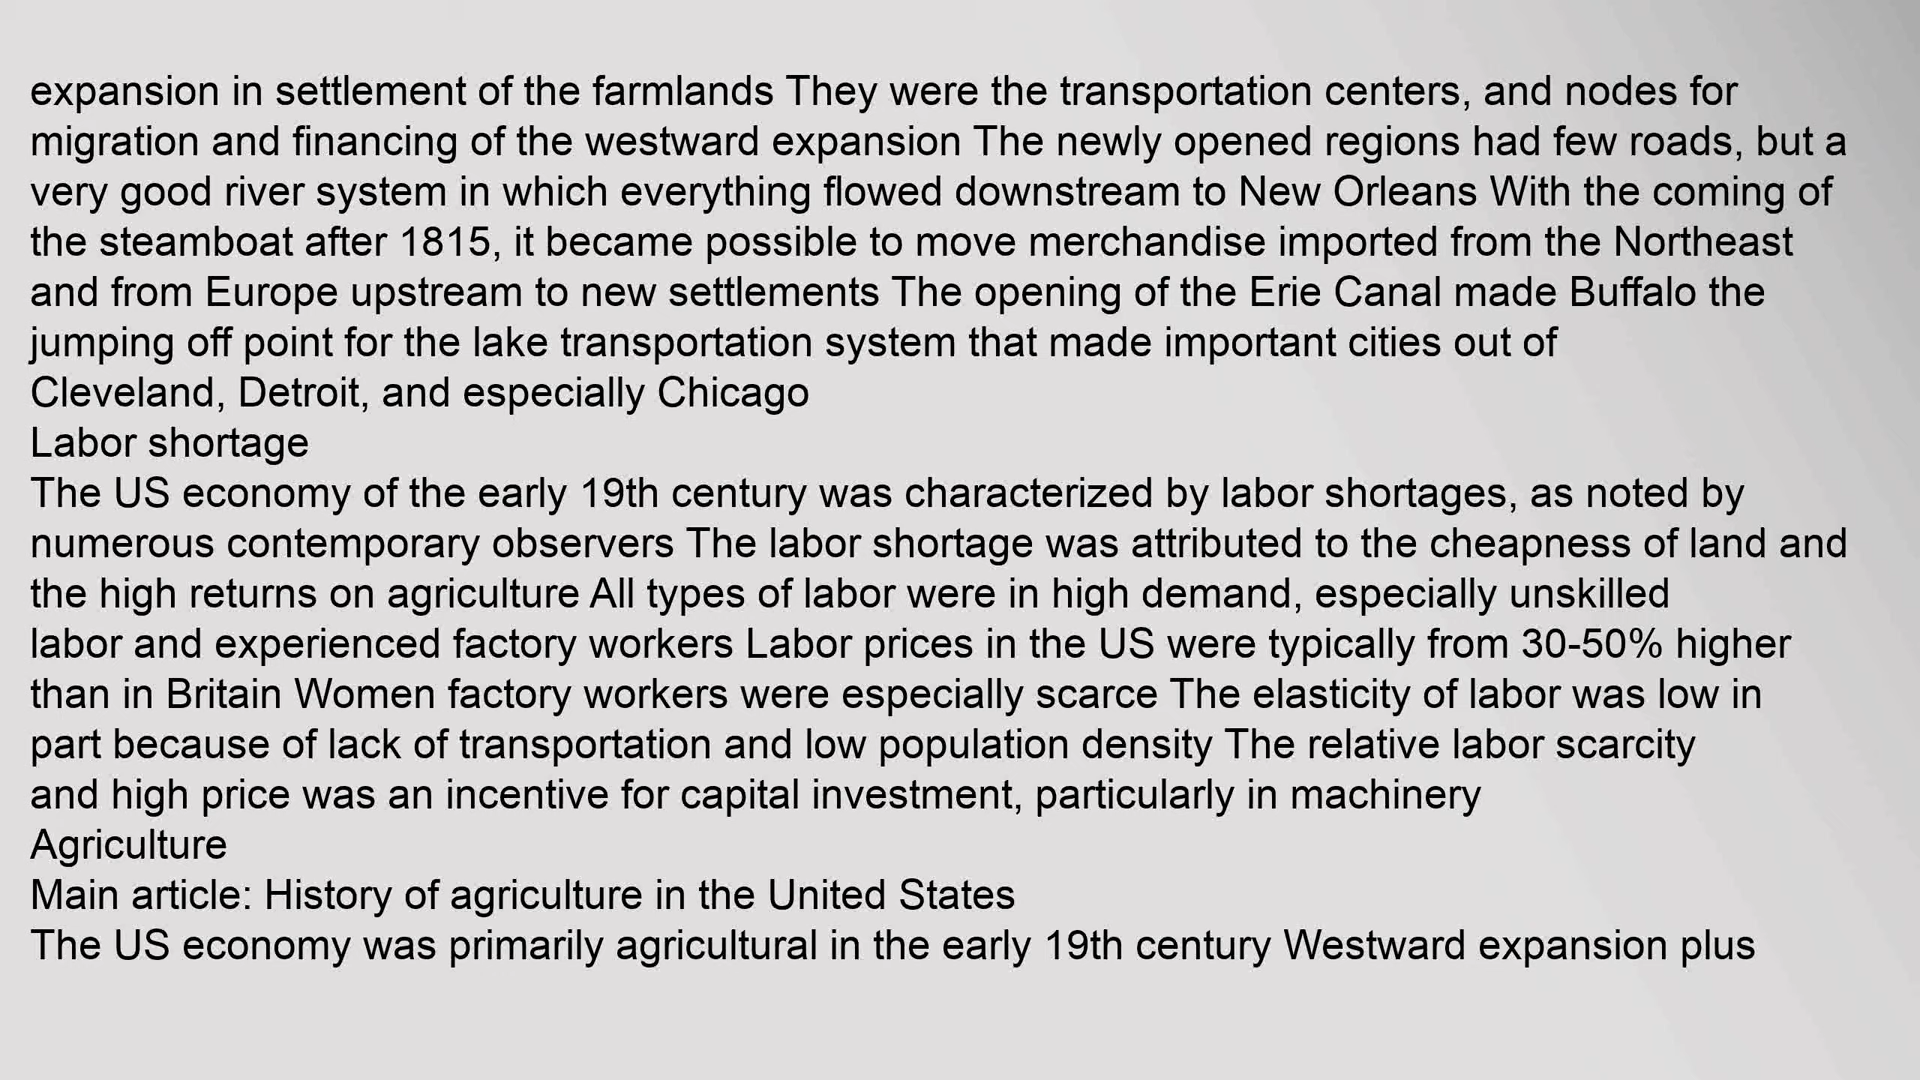 expansion in settlement of the farmlands They were the transportation centers, and nodes for
migration and financing of the westward expansion The newly opened regions had few roads, but a
very good river system in which everything flowed downstream to New Orleans With the coming of
the steamboat after 1815, it became possible to move merchandise imported from the Northeast
and from Europe upstream to new settlements The opening of the Erie Canal made Buffalo the
jumping off point for the lake transportation system that made important cities out of
Cleveland, Detroit, and especially Chicago
Labor shortage
The US economy of the early 19th century was characterized by labor shortages, as noted by
numerous contemporary observers The labor shortage was attributed to the cheapness of land and
the high returns on agriculture All types of labor were in high demand, especially unskilled
labor and experienced factory workers Labor prices in the US were typically from 30-50% higher
than in Britain Women factory workers were especially scarce The elasticity of labor was low in
part because of lack of transportation and low population density The relative labor scarcity
and high price was an incentive for capital investment, particularly in machinery
Agriculture
Main article: History of agriculture in the United States
The US economy was primarily agricultural in the early 19th century Westward expansion plus